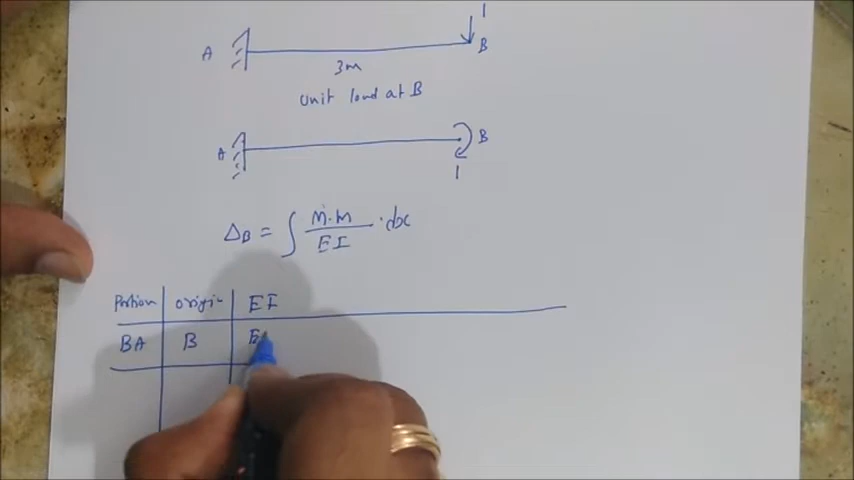 1
A B
3m
Unit load at B
A B
1
ΔB = ∫ m.M / EI . dx
Portion origin EI
BA B E